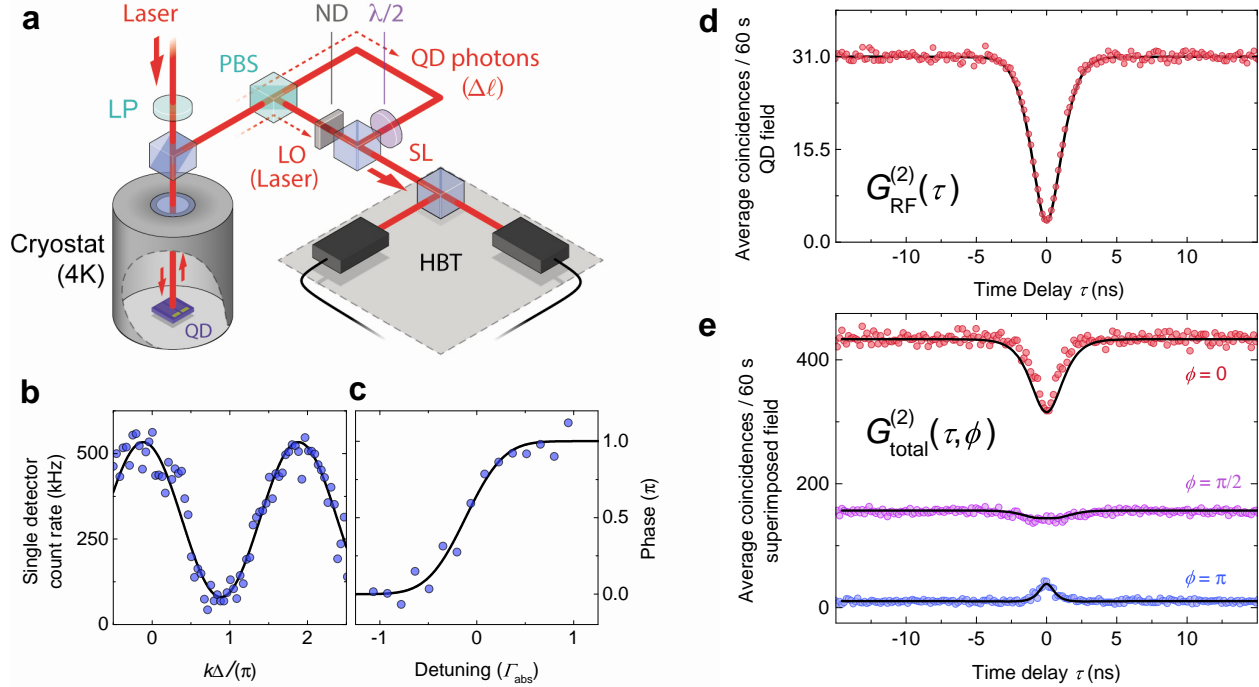 a
Laser
LP
PBS
ND
λ/2
QD photons
(Δℓ)
LO
(Laser)
SL
Cryostat
(4K)
QD
HBT
b
Single detector
count rate (kHz)
500
250
0
0
1
2
kΔ/(π)
c
1.0
0.5
0.0
Phase (π)
-1
0
1
Detuning (Γabs)
d
Average coincidences / 60 s
QD field
31.0
15.5
0.0
G(2)RF(τ)
-10
-5
0
5
10
Time Delay τ (ns)
e
Average coincidences / 60 s
superimposed field
400
200
0
ϕ = 0
G(2)total(τ,ϕ)
ϕ = π/2
ϕ = π
-10
-5
0
5
10
Time delay τ (ns)